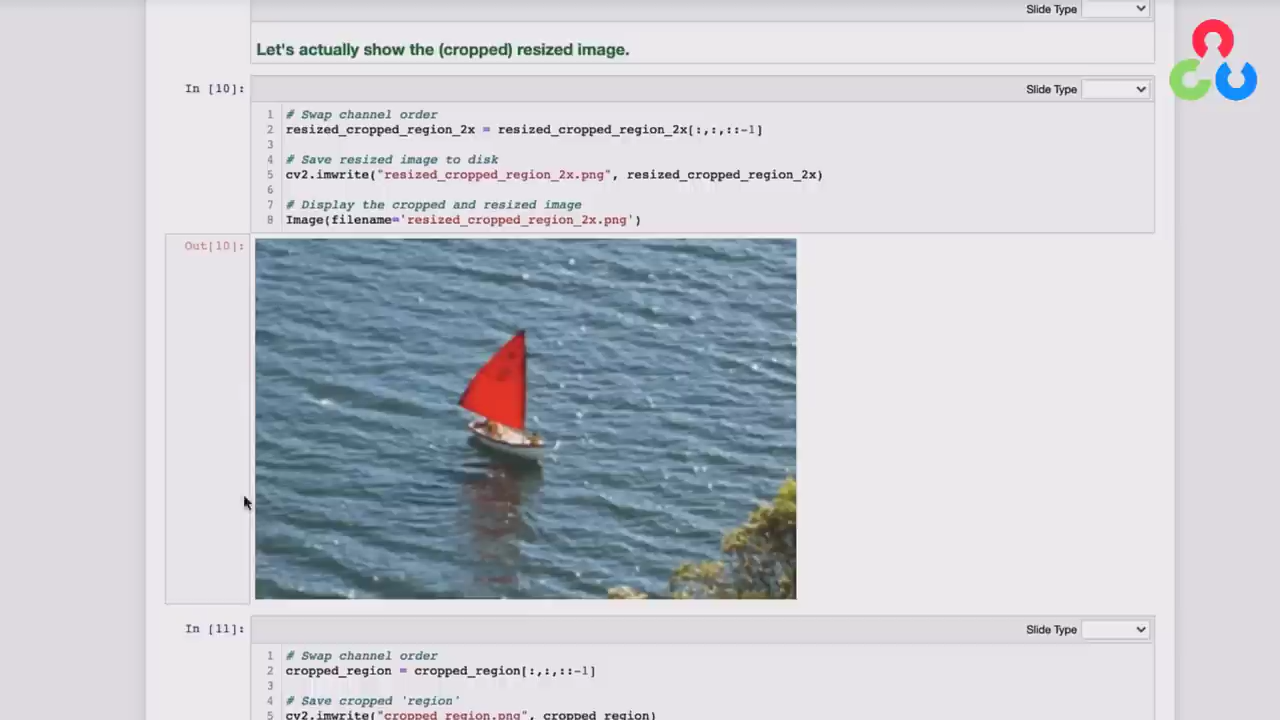 Slide Type
Let's actually show the (cropped) resized image.
In [10]:
Slide Type
1 # Swap channel order
2 resized_cropped_region_2x = resized_cropped_region_2x[:,:,::-1]
3
4 # Save resized image to disk
5 cv2.imwrite("resized_cropped_region_2x.png", resized_cropped_region_2x)
6
7 # Display the cropped and resized image
8 Image(filename='resized_cropped_region_2x.png')
Out[10]:
In [11]:
Slide Type
1 # Swap channel order
2 cropped_region = cropped_region[:,:,::-1]
3
4 # Save cropped 'region'
5 cv2.imwrite("cropped_region.png", cropped_region)